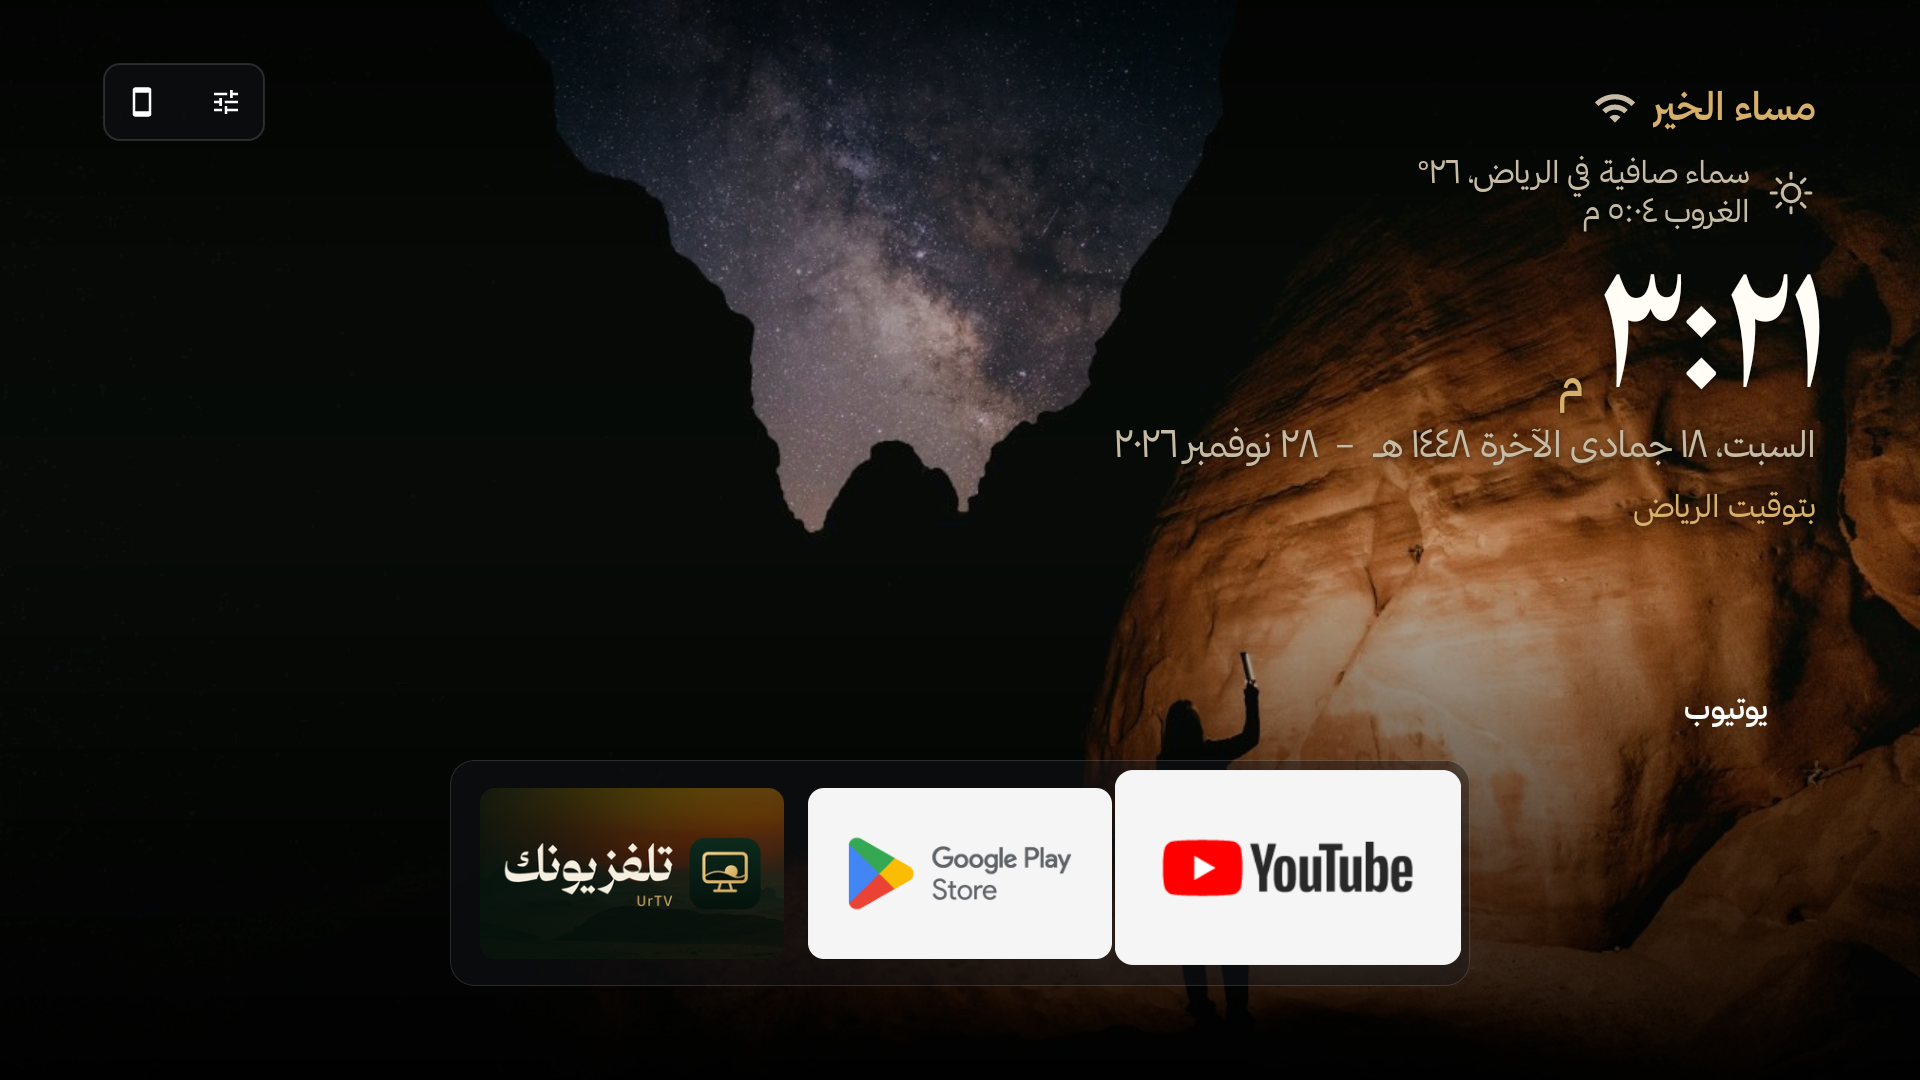 مساء الخير
سماء صافية في الرياض، ٢٦°
الغروب ٥:٠٤ م
٣:٢١ م
السبت، ١٨ جمادى الآخرة ١٤٤٨ هـ – ٢٨ نوفمبر ٢٠٢٦
بتوقيت الرياض
يوتيوب
YouTube
Google Play
Store
تلفزيونك
UrTV